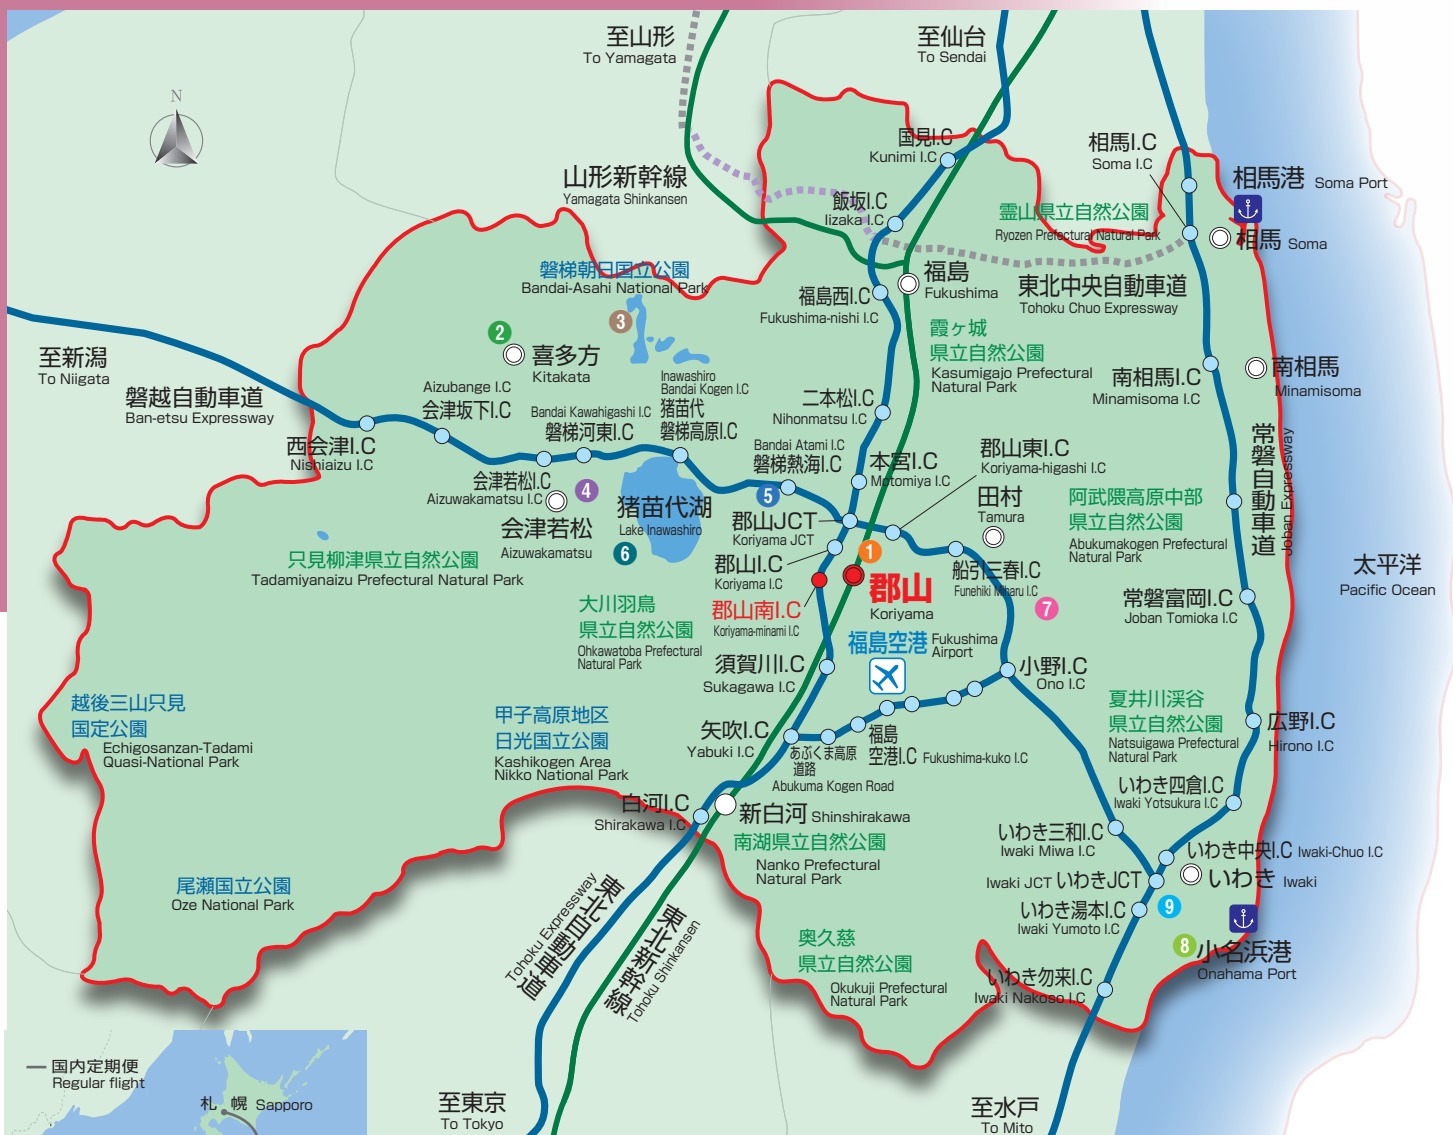 至山形
To Yamagata
至仙台
To Sendai
N
国見I.C
Kunimi I.C
相馬I.C
Soma I.C
相馬港 Soma Port
山形新幹線
Yamagata Shinkansen
飯坂I.C
Iizaka I.C
霊山県立自然公園
Ryozen Prefectural Natural Park
相馬 Soma
磐梯朝日国立公園
Bandai-Asahi National Park
福島
Fukushima
福島西I.C
Fukushima-nishi I.C
東北中央自動車道
Tohoku Chuo Expressway
霞ヶ城
県立自然公園
Kasumigajo Prefectural
Natural Park
2
3
喜多方
Kitakata
至新潟
To Niigata
磐越自動車道
Ban-etsu Expressway
南相馬I.C
Minamisoma I.C
南相馬
Minamisoma
Aizubange I.C
会津坂下I.C
Bandai Kawahigashi I.C
磐梯河東I.C
Inawashiro
Bandai Kogen I.C
猪苗代
磐梯高原I.C
二本松I.C
Nihonmatsu I.C
西会津I.C
Nishiaizu I.C
Bandai Atami I.C
磐梯熱海I.C
本宮I.C
Motomiya I.C
郡山東I.C
Koriyama-higashi I.C
常磐自動車道
Joban Expressway
会津若松I.C
Aizuwakamatsu I.C
4
5
会津若松
Aizuwakamatsu
猪苗代湖
Lake Inawashiro
6
郡山JCT
Koriyama JCT
田村
Tamura
阿武隈高原中部
県立自然公園
Abukumakogen Prefectural
Natural Park
只見柳津県立自然公園
Tadamiyanaizu Prefectural Natural Park
郡山I.C
Koriyama I.C
1
郡山
Koriyama
船引三春I.C
Funehiki Miharu I.C
7
太平洋
Pacific Ocean
常磐富岡I.C
Joban Tomioka I.C
大川羽鳥
県立自然公園
Ohkawatoba Prefectural
Natural Park
郡山南I.C
Koriyama-minami I.C
福島空港 Fukushima
Airport
須賀川I.C
Sukagawa I.C
小野I.C
Ono I.C
越後三山只見
国定公園
Echigosanzan-Tadami
Quasi-National Park
甲子高原地区
日光国立公園
Kashikogen Area
Nikko National Park
矢吹I.C
Yabuki I.C
あぶくま高原
道路
Abukuma Kogen Road
福島
空港I.C Fukushima-kuko I.C
夏井川渓谷
県立自然公園
Natsuigawa Prefectural
Natural Park
広野I.C
Hirono I.C
いわき四倉I.C
Iwaki Yotsukura I.C
白河I.C
Shirakawa I.C
新白河 Shinshirakawa
南湖県立自然公園
Nanko Prefectural
Natural Park
いわき三和I.C
Iwaki Miwa I.C
いわき中央I.C Iwaki-Chuo I.C
Iwaki JCT いわきJCT
いわき Iwaki
尾瀬国立公園
Oze National Park
東北自動車道
Tohoku Expressway
東北新幹線
Tohoku Shinkansen
いわき湯本I.C
Iwaki Yumoto I.C
9
8
小名浜港
Onahama Port
奥久慈
県立自然公園
Okukuji Prefectural
Natural Park
いわき勿来I.C
Iwaki Nakoso I.C
国内定期便
Regular flight
札幌 Sapporo
至東京
To Tokyo
至水戸
To Mito